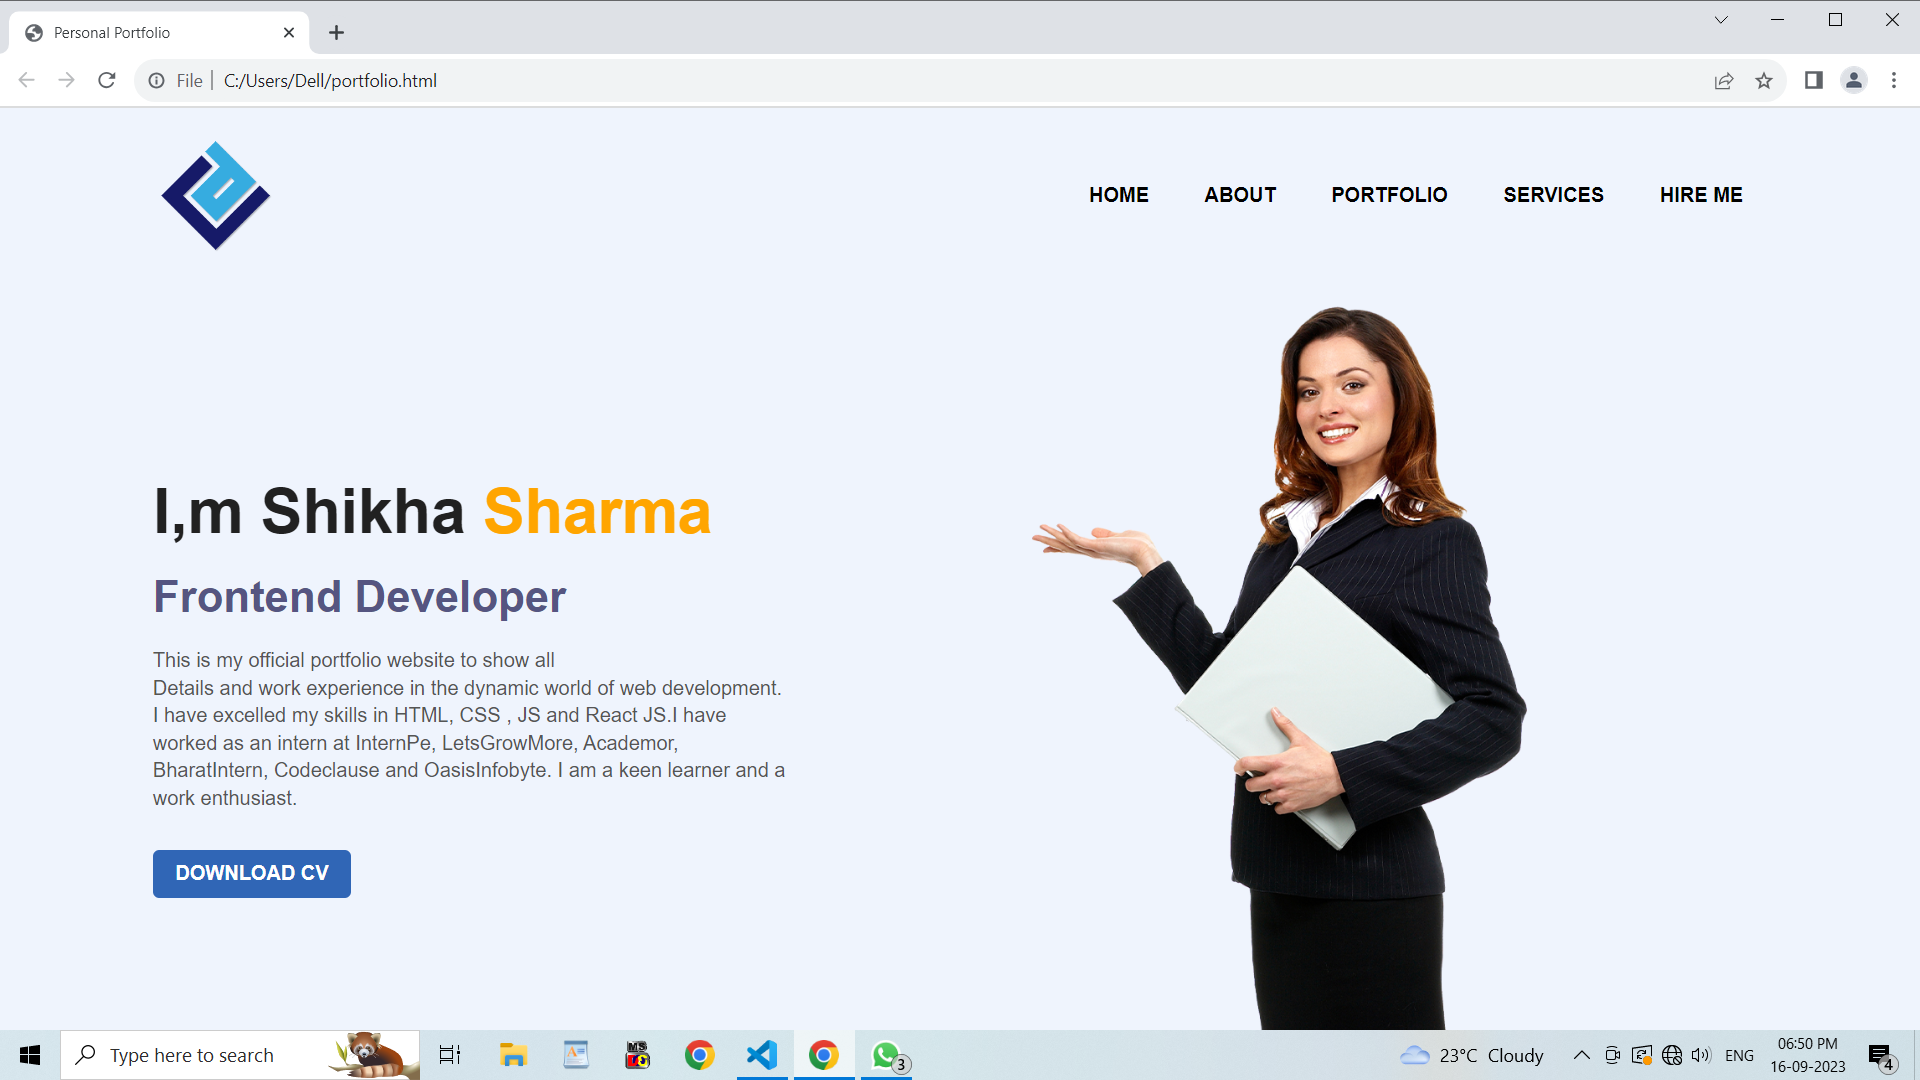 Personal Portfolio
File C:/Users/Dell/portfolio.html
HOME ABOUT PORTFOLIO SERVICES HIRE ME
I,m Shikha Sharma
Frontend Developer
This is my official portfolio website to show all
Details and work experience in the dynamic world of web development.
I have excelled my skills in HTML, CSS , JS and React JS.I have
worked as an intern at InternPe, LetsGrowMore, Academor,
BharatIntern, Codeclause and OasisInfobyte. I am a keen learner and a
work enthusiast.
DOWNLOAD CV
Type here to search
MS
3
23°C Cloudy
ENG
06:50 PM
16-09-2023
4